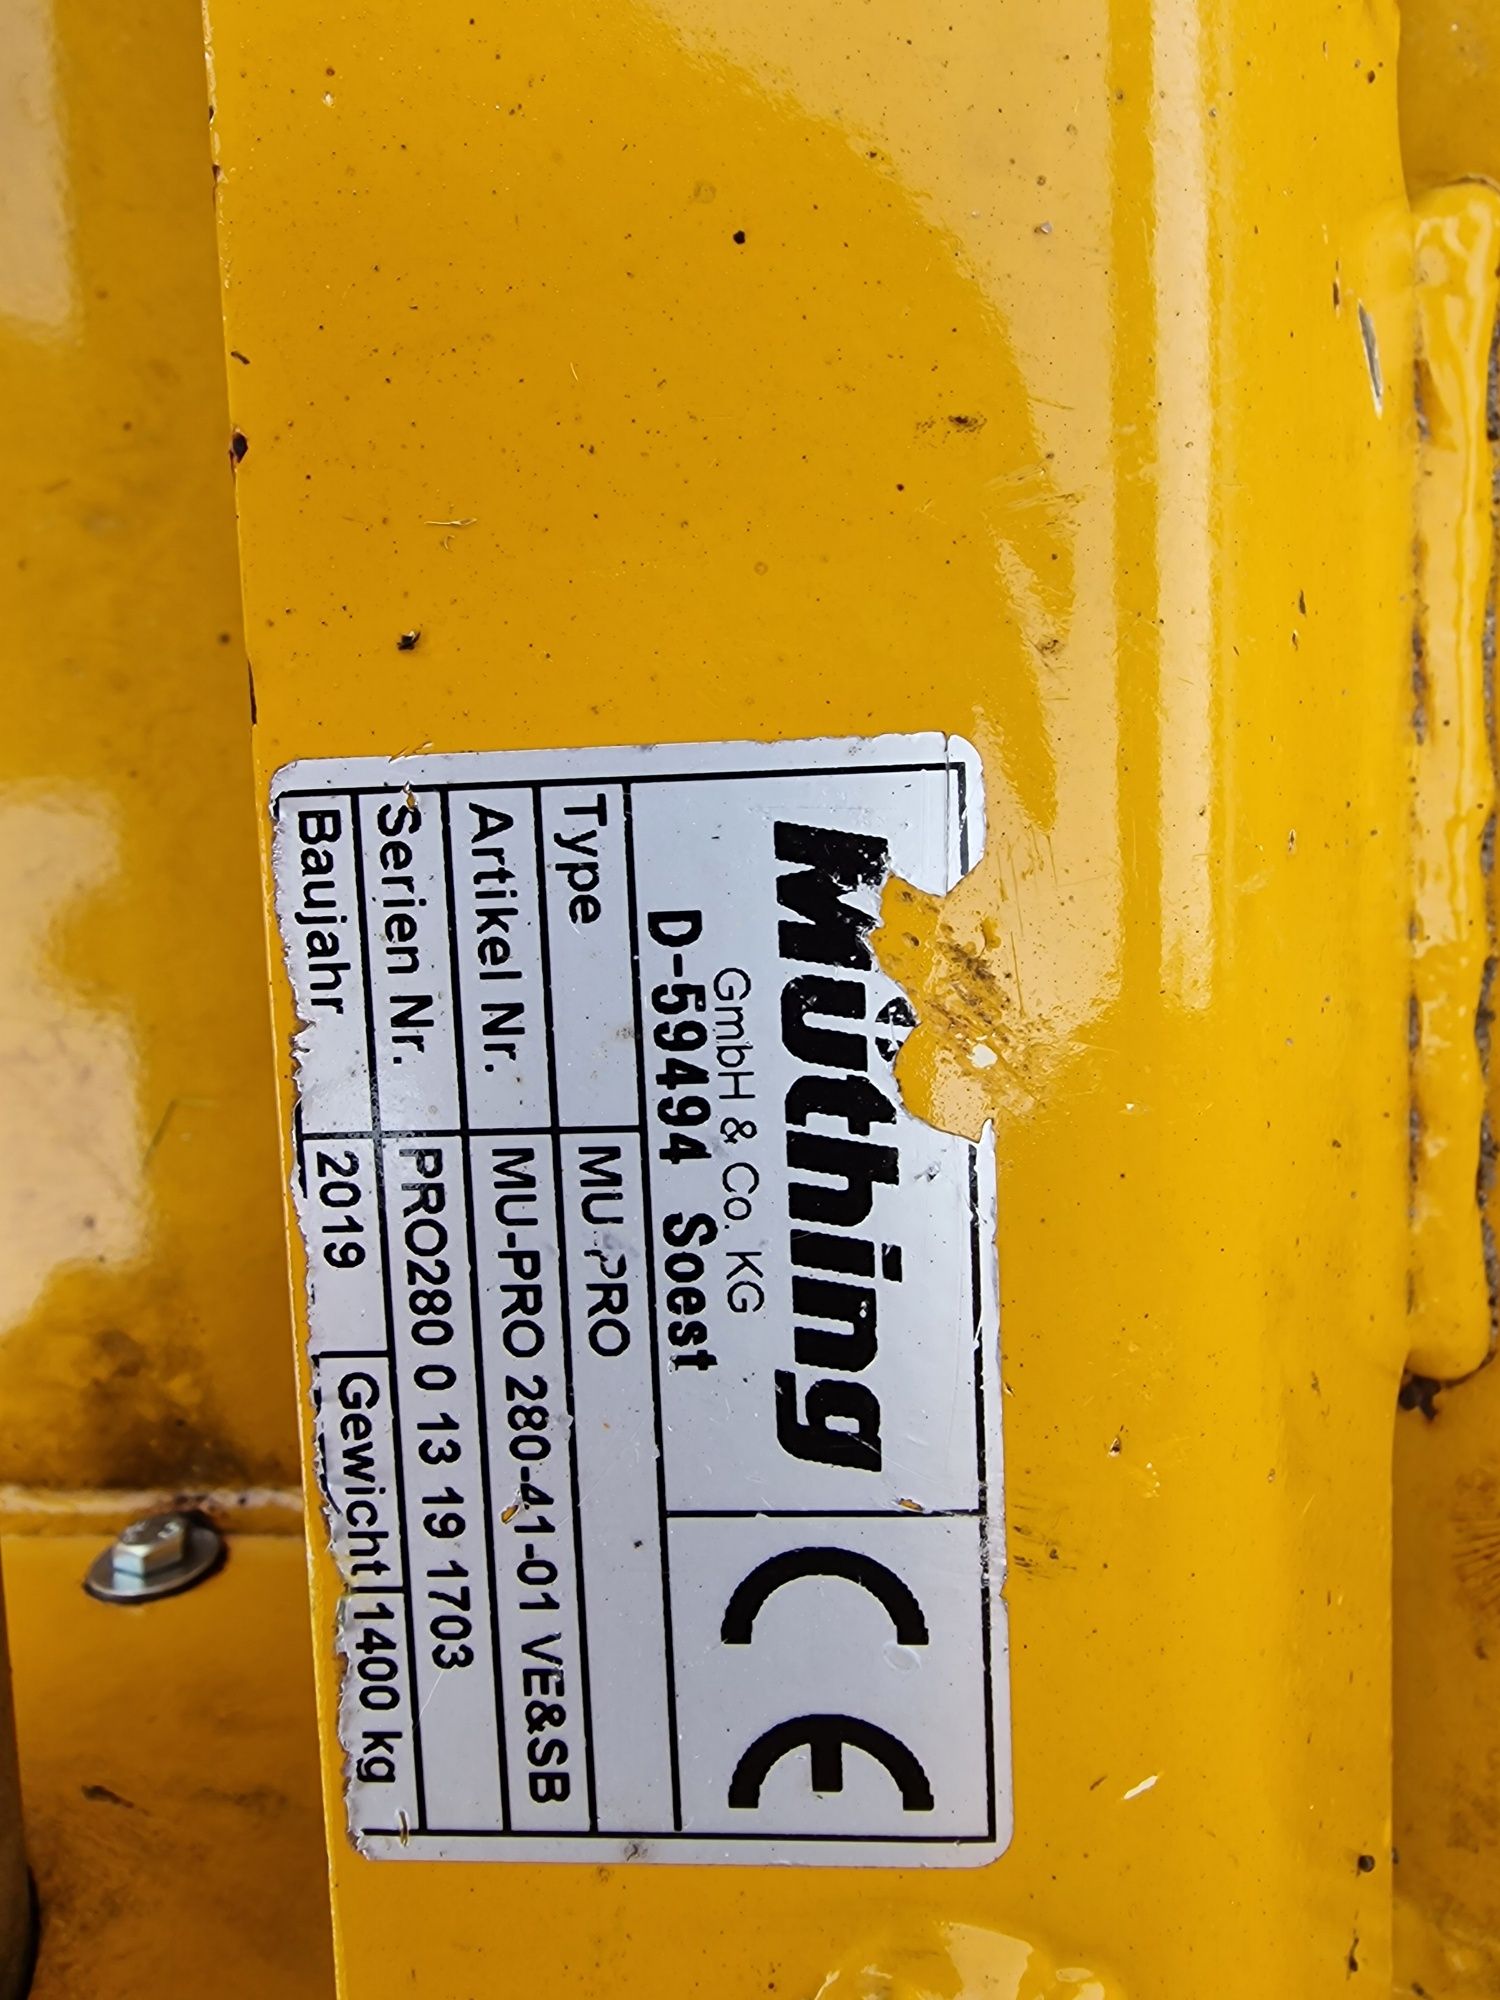 Müthing
GmbH & Co. KG
D-59494 Soest
CE
Type MU-PRO
Artikel Nr. MU-PRO 280-41-01 VE&SB
Serien Nr. PRO280 0 13 19 1703
Baujahr 2019 Gewicht 1400 kg